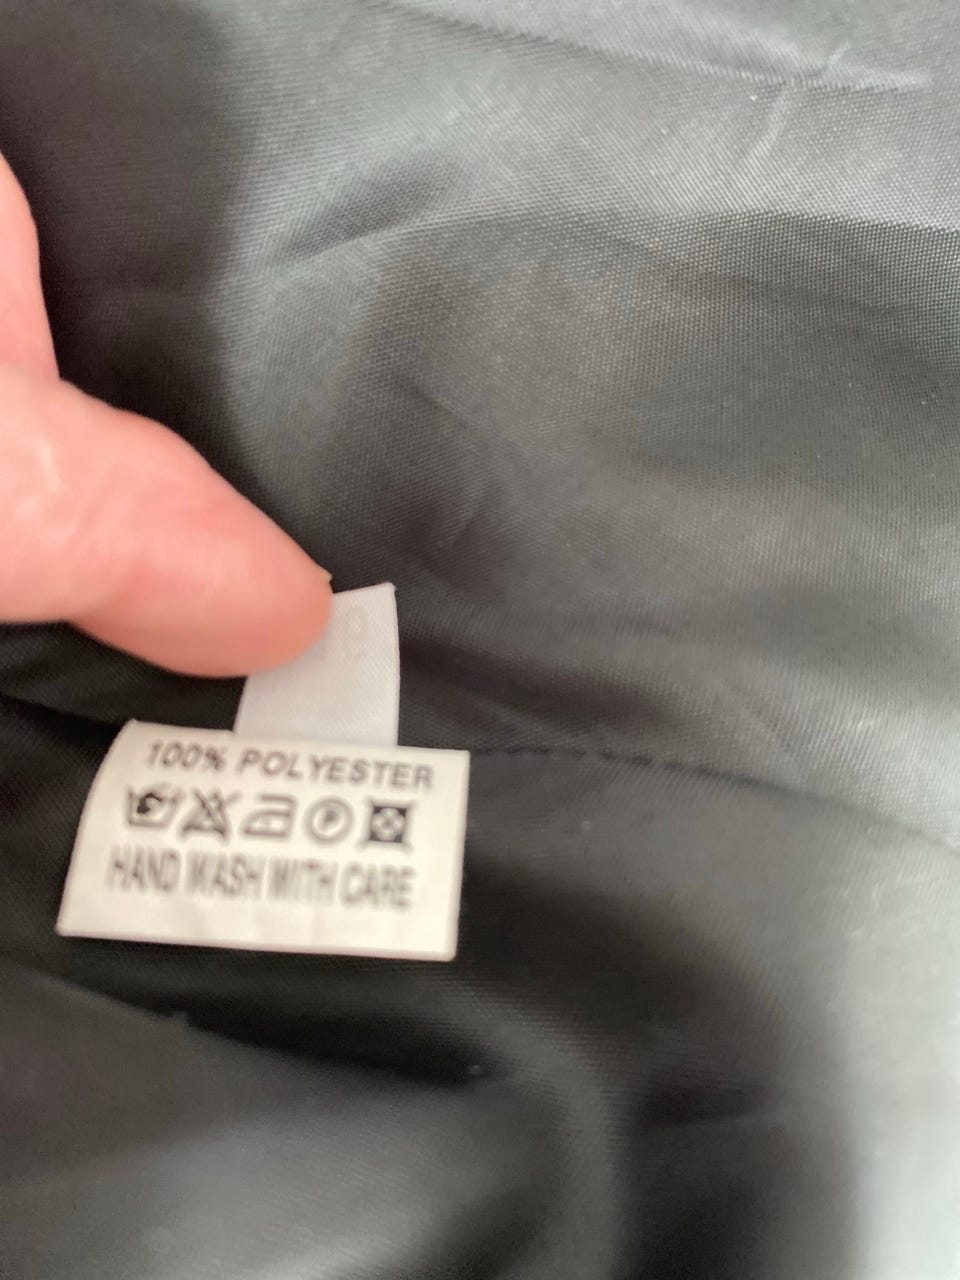 100% POLYESTER
P
HAND WASH WITH CARE